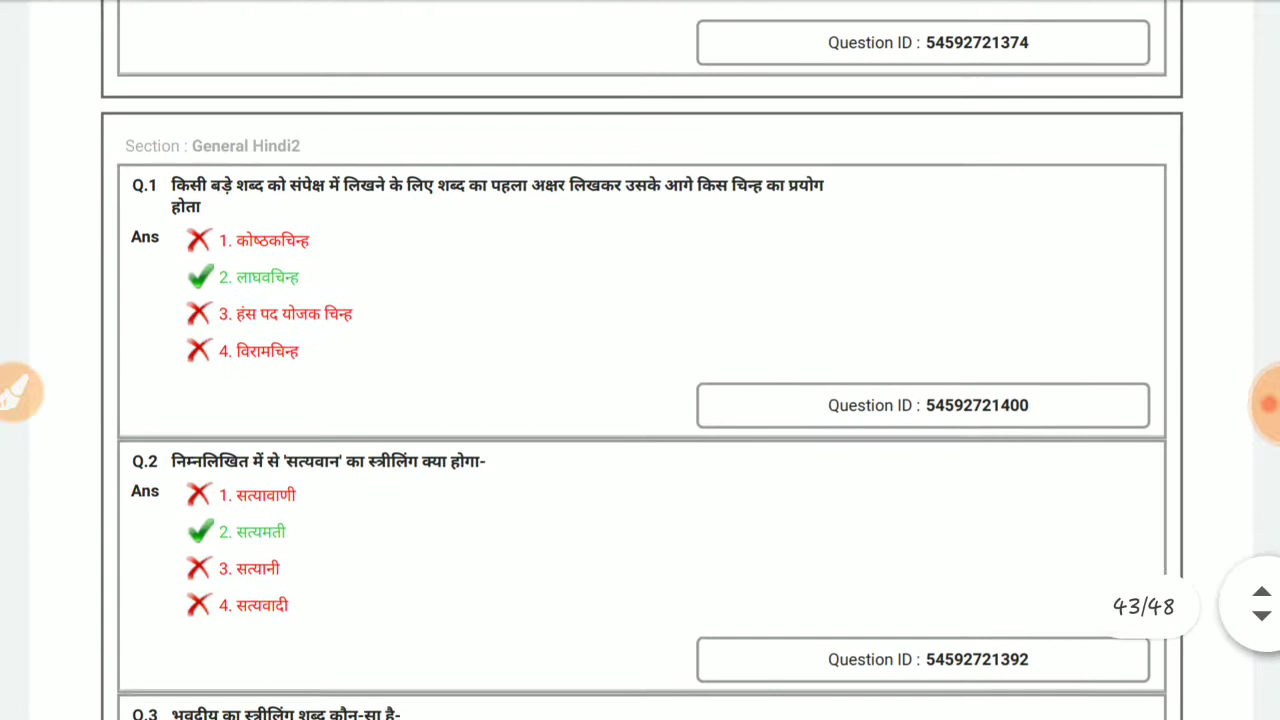 Question ID : 54592721374
Section : General Hindi2
Q.1 किसी बड़े शब्द को संपेक्ष में लिखने के लिए शब्द का पहला अक्षर लिखकर उसके आगे किस चिन्ह का प्रयोग
होता
Ans
1. कोष्ठकचिन्ह
2. लाघवचिन्ह
3. हंस पद योजक चिन्ह
4. विरामचिन्ह
Question ID : 54592721400
Q.2 निम्नलिखित में से 'सत्यवान' का स्त्रीलिंग क्या होगा-
Ans
1. सत्यावाणी
2. सत्यमती
3. सत्यानी
4. सत्यवादी
43/48
Question ID : 54592721392
Q.3 भवदीय का स्त्रीलिंग शब्द कौन-सा है-